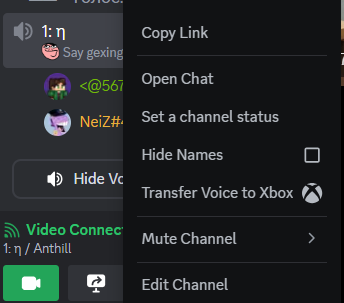 1: η
Say gexing
<@567
NeiZ#
Hide Vo
Video Connect
1: η / Anthill
Copy Link
Open Chat
Set a channel status
Hide Names
Transfer Voice to Xbox
Mute Channel
Edit Channel